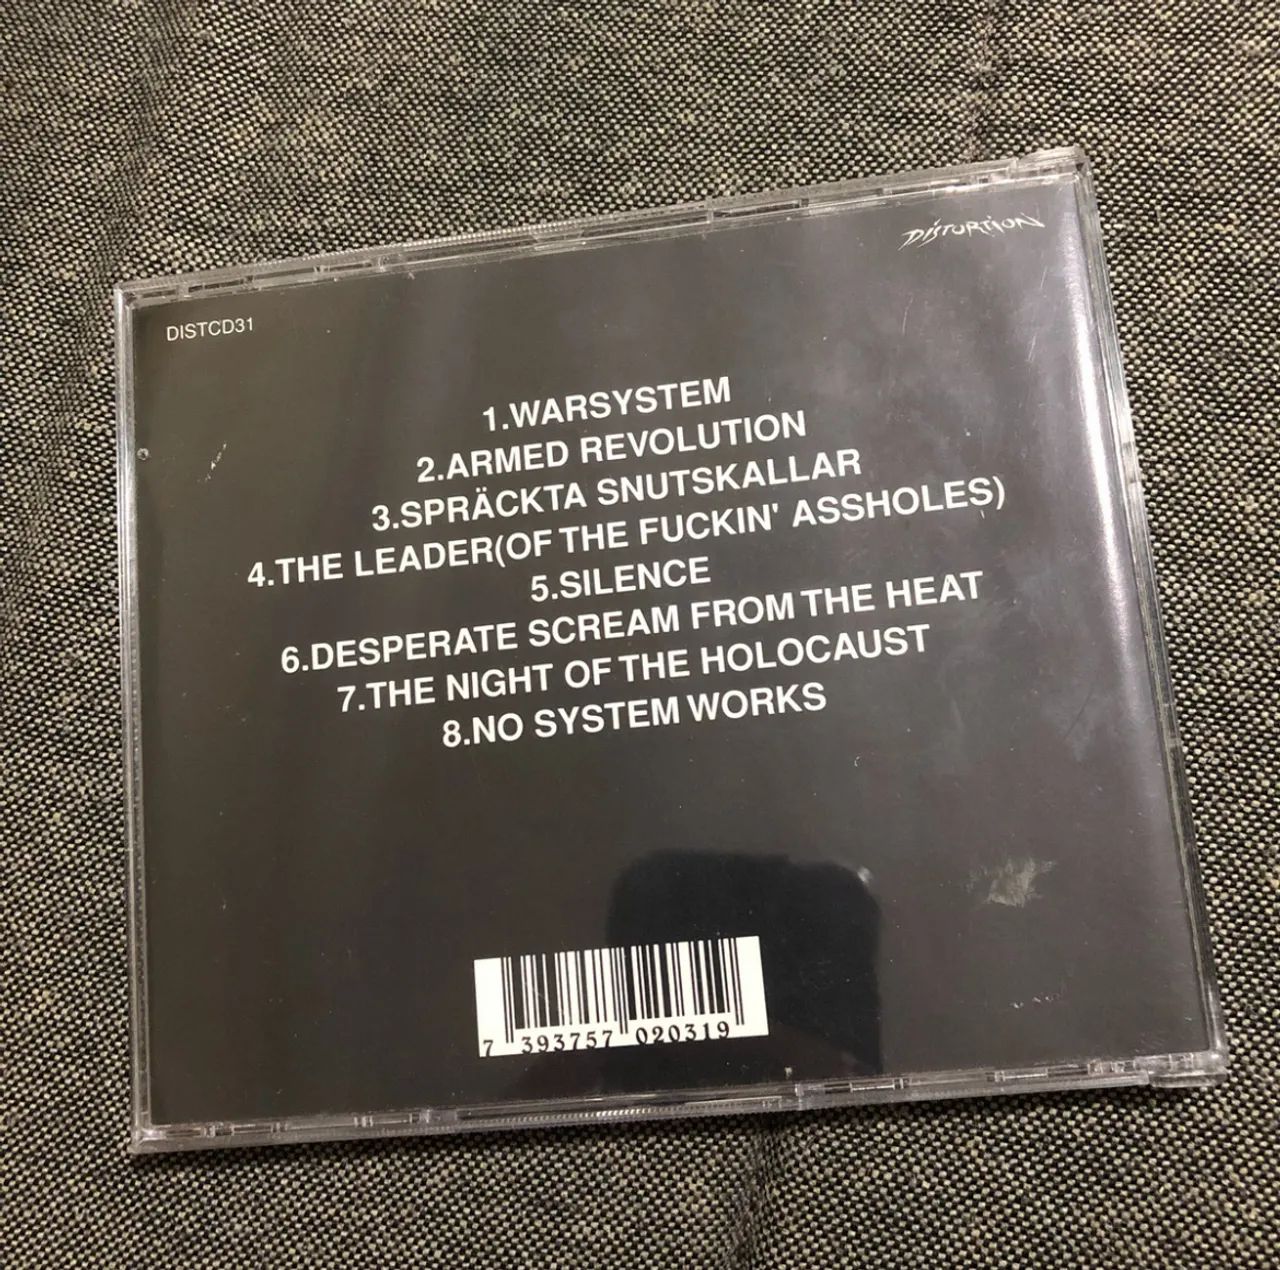 DISTORTION
DISTCD31
1.WARSYSTEM
2.ARMED REVOLUTION
3.SPRÄCKTA SNUTSKALLAR
4.THE LEADER(OF THE FUCKIN' ASSHOLES)
5.SILENCE
6.DESPERATE SCREAM FROM THE HEAT
7.THE NIGHT OF THE HOLOCAUST
8.NO SYSTEM WORKS
7 393757 020319